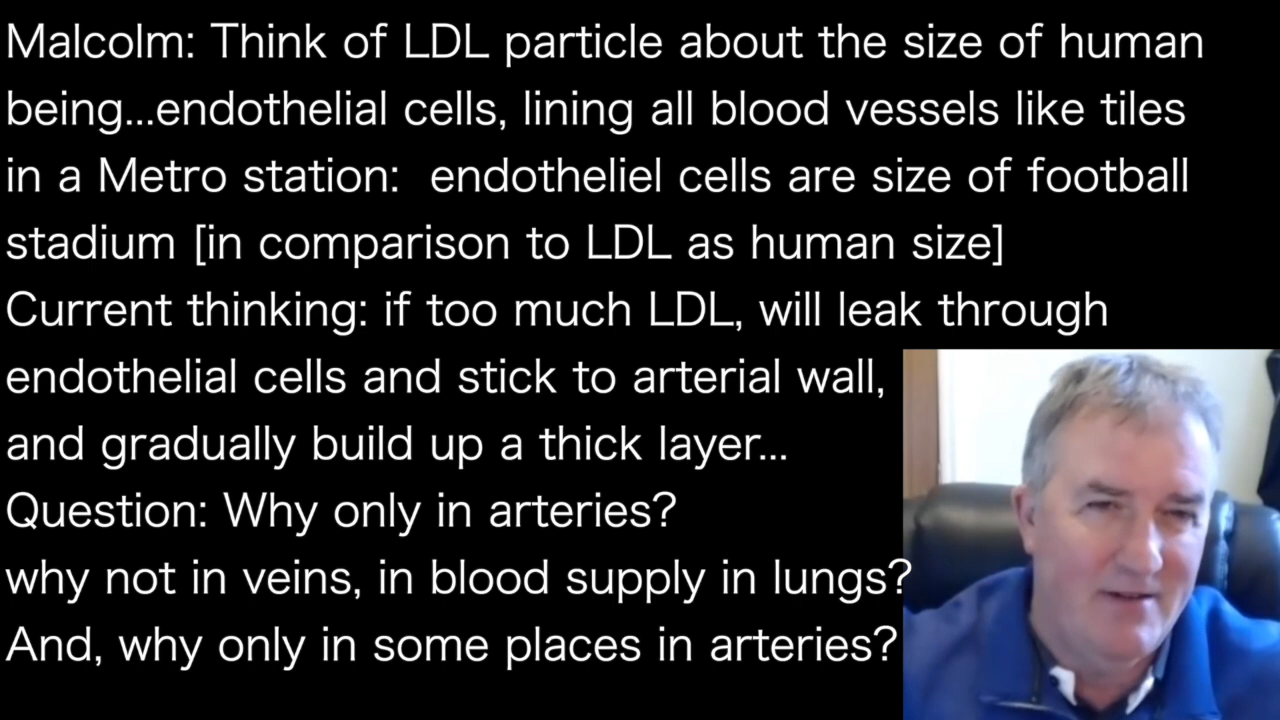 Malcolm: Think of LDL particle about the size of human
being...endothelial cells, lining all blood vessels like tiles
in a Metro station:  endotheliel cells are size of football
stadium [in comparison to LDL as human size]
Current thinking: if too much LDL, will leak through
endothelial cells and stick to arterial wall,
and gradually build up a thick layer...
Question: Why only in arteries?
why not in veins, in blood supply in lungs?
And, why only in some places in arteries?